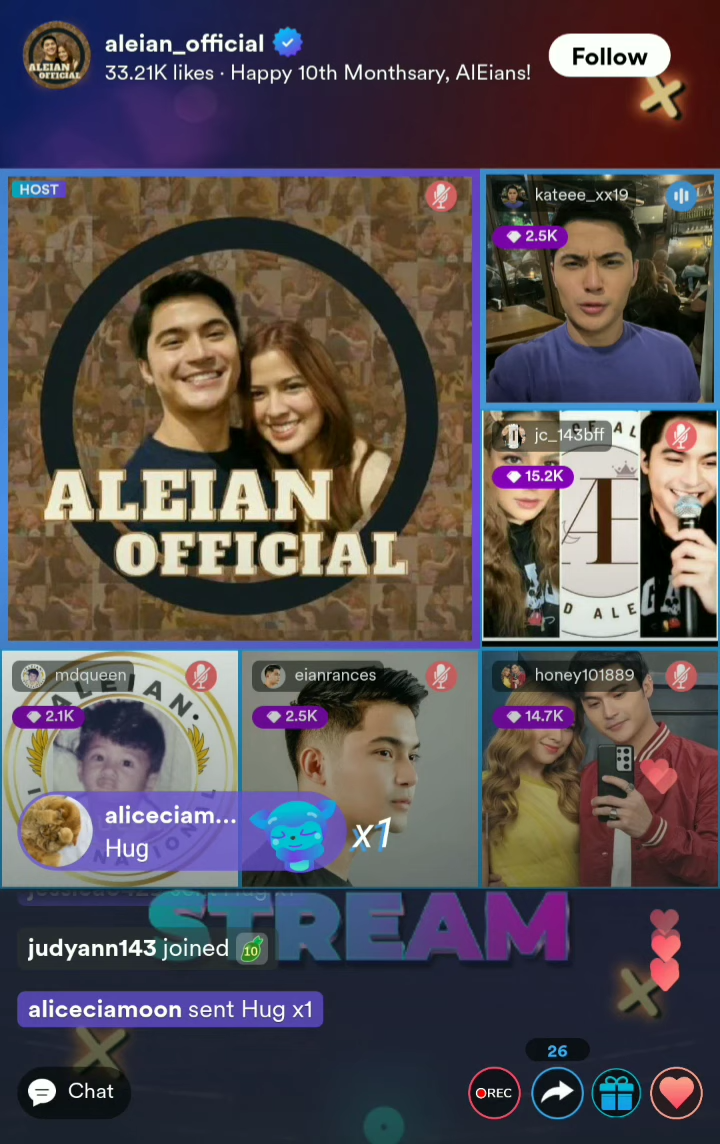 aleian_official
33.21K likes · Happy 10th Monthsary, AlEians!
Follow
HOST
ALEIAN
OFFICIAL
kateee_xx19
2.5K
jc_143bff
15.2K
mdqueen
2.1K
eianrances
2.5K
honey101889
14.7K
ALEIAN.
aliceciam...
Hug
x1
STREAM
judyann143 joined
10
aliceciamoon sent Hug x1
26
Chat
REC